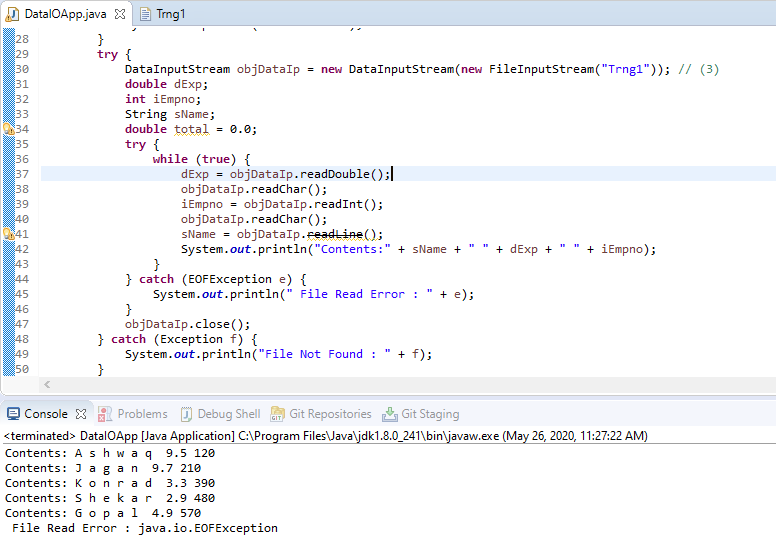 DataIOApp.java Trng1
28 }
29 try {
30 DataInputStream objDataIp = new DataInputStream(new FileInputStream("Trng1")); // (3)
31 double dExp;
32 int iEmpno;
33 String sName;
34 double total = 0.0;
35 try {
36 while (true) {
37 dExp = objDataIp.readDouble();
38 objDataIp.readChar();
39 iEmpno = objDataIp.readInt();
40 objDataIp.readChar();
41 sName = objDataIp.readLine();
42 System.out.println("Contents:" + sName + " " + dExp + " " + iEmpno);
43 }
44 } catch (EOFException e) {
45 System.out.println(" File Read Error : " + e);
46 }
47 objDataIp.close();
48 } catch (Exception f) {
49 System.out.println("File Not Found : " + f);
50 }
Console Problems Debug Shell Git Repositories Git Staging
<terminated> DataIOApp [Java Application] C:\Program Files\Java\jdk1.8.0_241\bin\javaw.exe (May 26, 2020, 11:27:22 AM)
Contents: A s h w a q  9.5 120
Contents: J a g a n  9.7 210
Contents: K o n r a d  3.3 390
Contents: S h e k a r  2.9 480
Contents: G o p a l  4.9 570
 File Read Error : java.io.EOFException